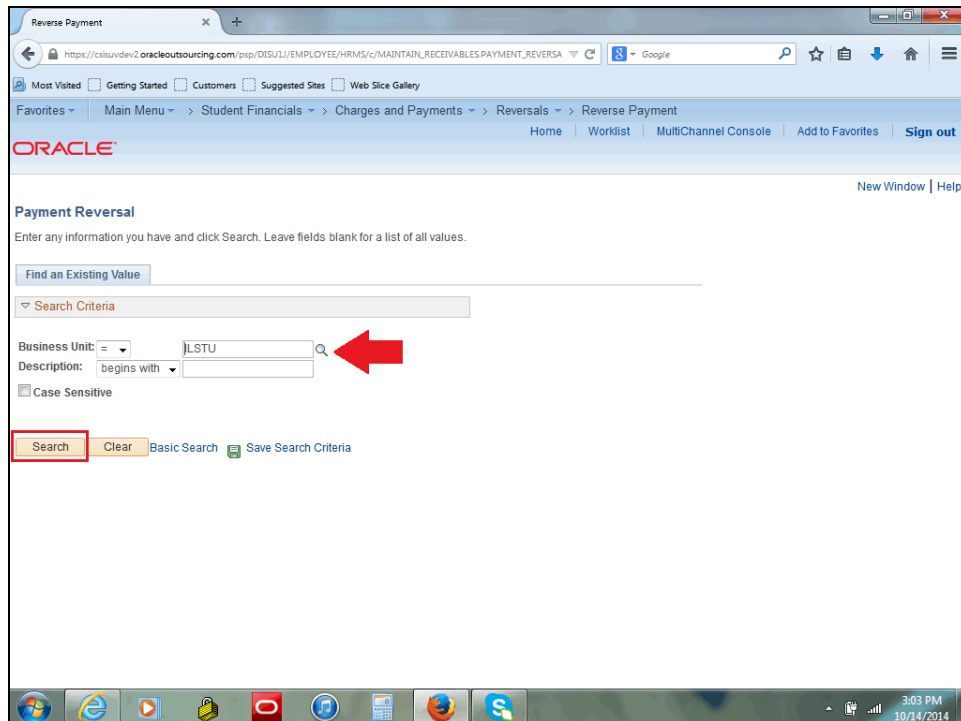 Reverse Payment × +
https://csisuvdev2.oracleoutsourcing.com/psp/DISU1J/EMPLOYEE/HRMS/c/MAINTAIN_RECEIVABLES.PAYMENT_REVERSA Google
Most Visited Getting Started Customers Suggested Sites Web Slice Gallery
Favorites Main Menu > Student Financials > Charges and Payments > Reversals > Reverse Payment
Home Worklist MultiChannel Console Add to Favorites Sign out
ORACLE
New Window | Help
Payment Reversal
Enter any information you have and click Search. Leave fields blank for a list of all values.
Find an Existing Value
Search Criteria
Business Unit: = ILSTU
Description: begins with
Case Sensitive
Search Clear Basic Search Save Search Criteria
3:03 PM
10/14/2014